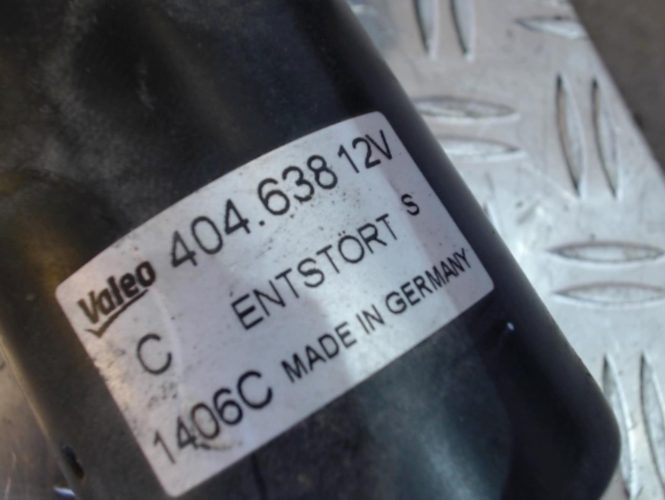 Valeo 404.638 12V
C ENTSTÖRT S
1406C MADE IN GERMANY